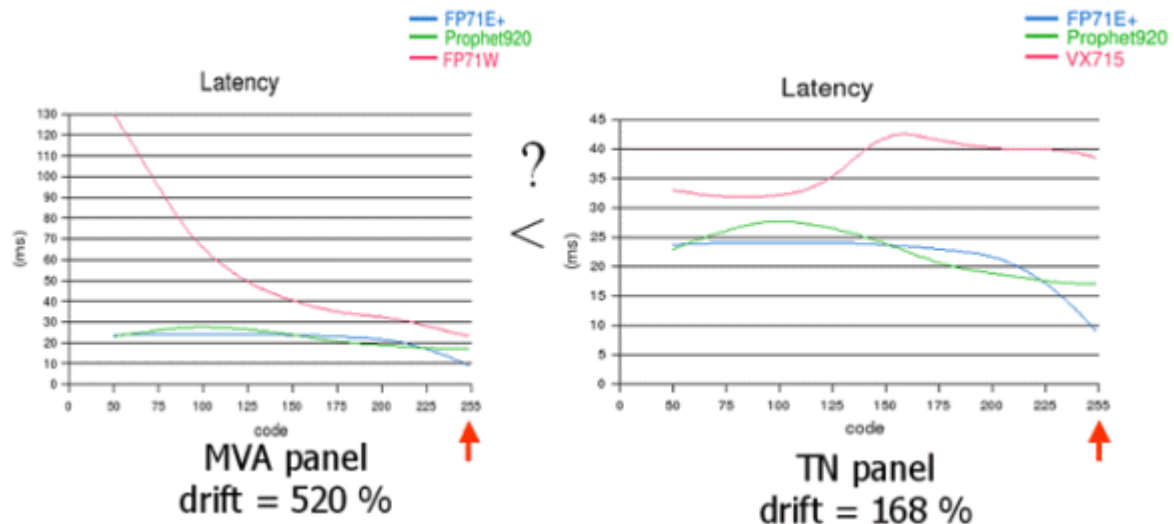 FP71E+
Prophet920
FP71W
Latency
130
120
110
100
90
80
70
60
50
40
30
20
10
0
(ms)
0 50 75 100 125 150 175 200 225 255
code
MVA panel
drift = 520 %
?
<
FP71E+
Prophet920
VX715
Latency
45
40
35
30
25
20
15
10
5
0
(ms)
0 50 75 100 125 150 175 200 225 255
code
TN panel
drift = 168 %